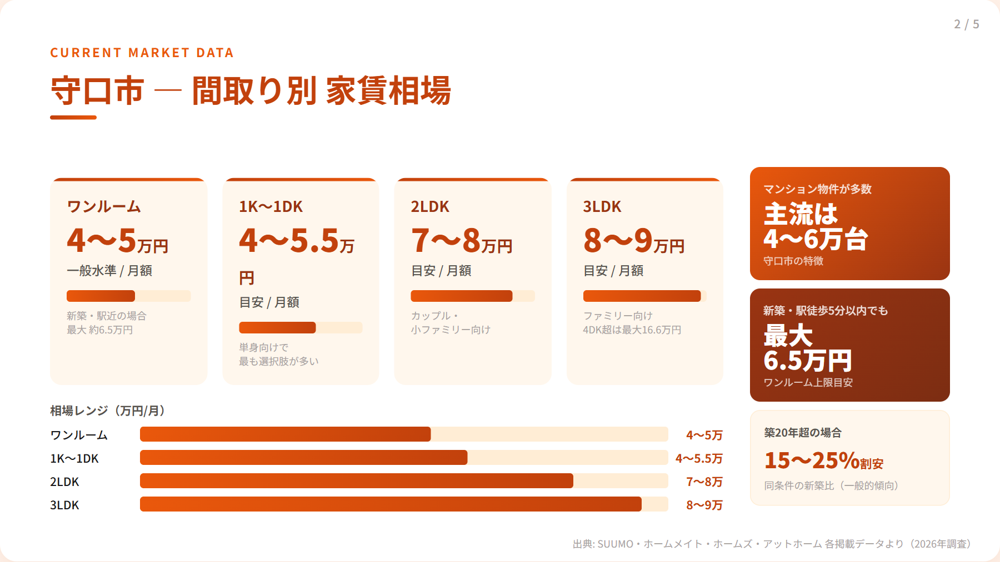 2 / 5
CURRENT MARKET DATA
守口市 — 間取り別 家賃相場
ワンルーム
4〜5万円
一般水準 / 月額
新築・駅近の場合
最大 約6.5万円
1K〜1DK
4〜5.5万
円
目安 / 月額
単身向けで
最も選択肢が多い
2LDK
7〜8万円
目安 / 月額
カップル・
小ファミリー向け
3LDK
8〜9万円
目安 / 月額
ファミリー向け
4DK超は最大16.6万円
マンション物件が多数
主流は
4〜6万台
守口市の特徴
新築・駅徒歩5分以内でも
最大
6.5万円
ワンルーム上限目安
築20年超の場合
15〜25%割安
同条件の新築比（一般的傾向）
相場レンジ（万円/月）
ワンルーム 4〜5万
1K〜1DK 4〜5.5万
2LDK 7〜8万
3LDK 8〜9万
出典: SUUMO・ホームメイト・ホームズ・アットホーム 各掲載データより（2026年調査）